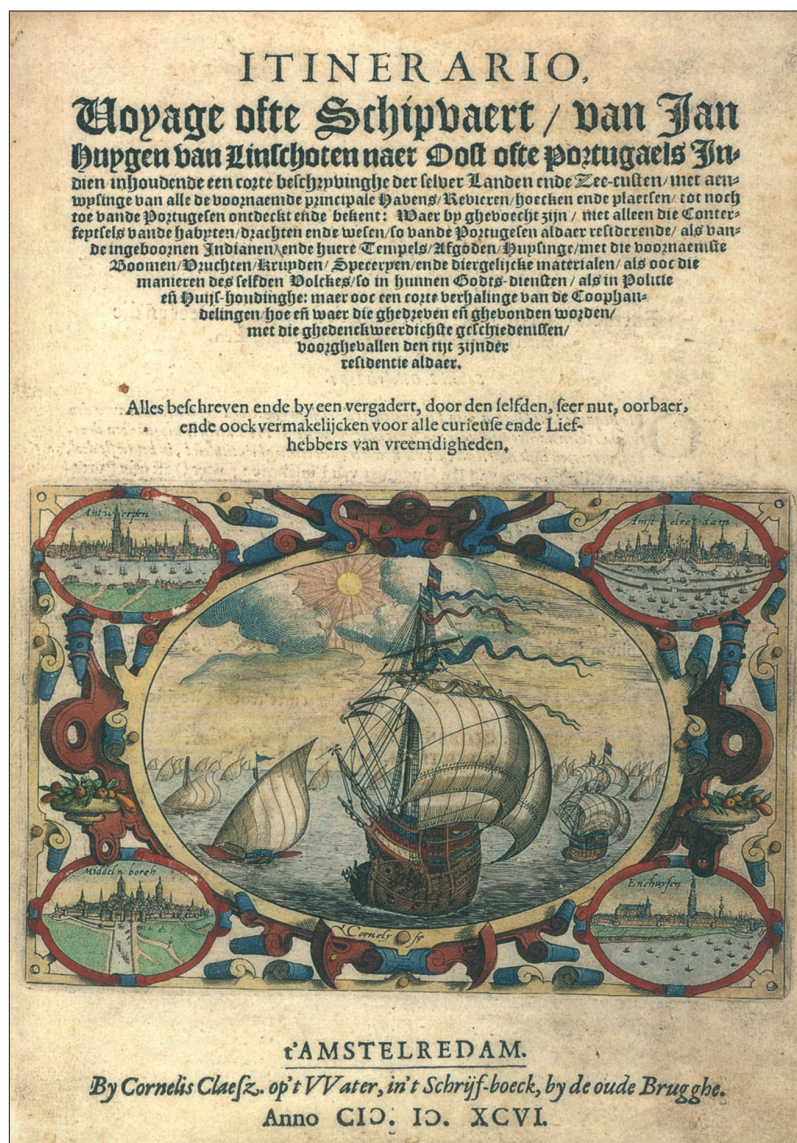 ITINERARIO,
Voyage ofte Schipvaert / van Jan
Huygen van Linschoten naer Oost ofte Portugaels In-
dien inhoudende een corte beschryvinghe der selver Landen ende Zee-custen / met aen-
wysinge van alle de voornaemde principale Havens / Revieren / hoecken ende plaetsen / tot noch
toe vande Portugesen ontdeckt ende bekent: Waer by ghevoecht zijn / niet alleen die Conter-
feytsels vande habyten / drachten ende wesen / so vande Portugesen aldaer residerende / als van-
de ingeboornen Indianen / ende huere Tempels / Afgoden / Huysinge / met die voornaemste
Boomen / Vruchten / Kruyden / Speceryen / ende diergelijcke materialen / als ooc die
manieren des selfden Volckes / so in hunnen Godts-diensten / als in Politie
eñ Huijs-houdinghe: maer ooc een corte verhalinge van de Coophan-
delingen / hoe eñ waer die ghedreven eñ ghevonden worden /
met die ghedenckweerdichste geschiedenissen /
voorghevallen den tijt zijnder
residentie aldaer.
Alles beschreven ende by een vergadert, door den selfden, seer nut, oorbaer,
ende oock vermakelijcken voor alle curieuse ende Lief-
hebbers van vreemdigheden.
Antwerpen
Amstelredam
Middelborch
Enchuysen
Cornely fe
t'AMSTELREDAM.
By Cornelis Claesz. op't VVater, in't Schrijf-boeck, by de oude Brugghe.
Anno CIↃ. IↃ. XCVI.